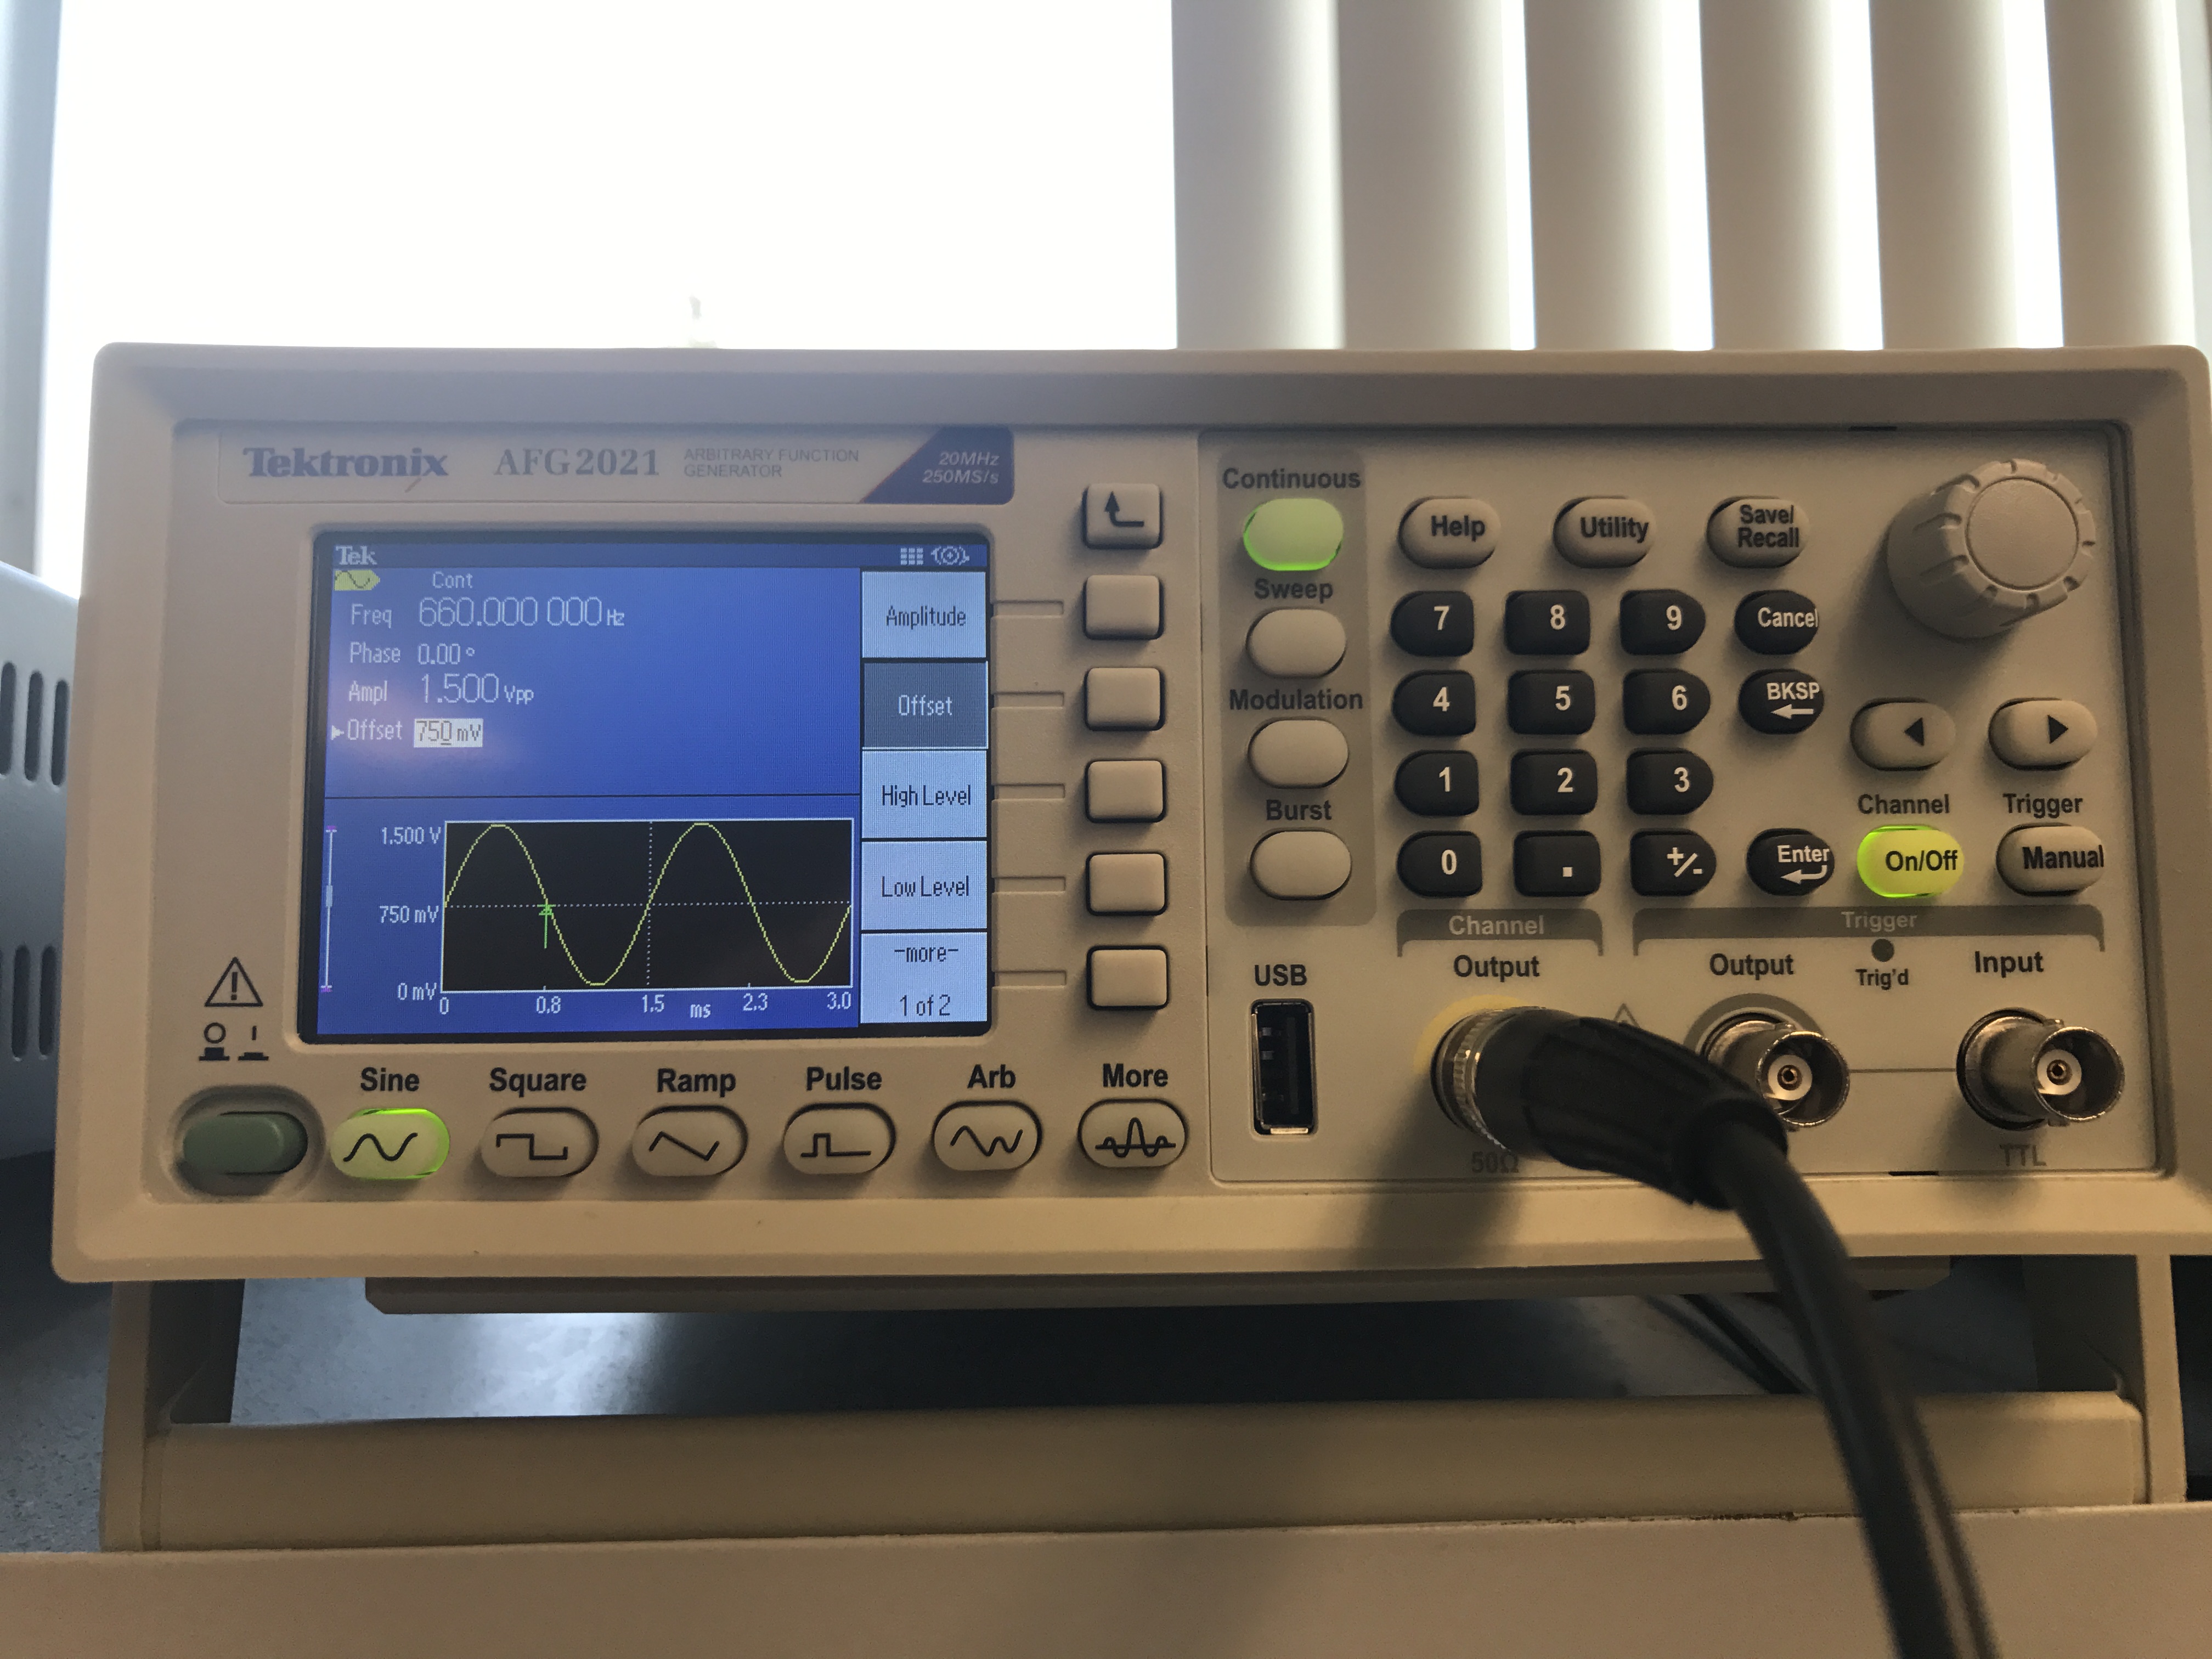 Tektronix AFG2021 ARBITRARY FUNCTION
GENERATOR
20MHz
250MS/s
Tek
Cont
Freq 660.000 000 Hz
Phase 0.00 °
Ampl 1.500 Vpp
Offset 750 mV
1.500 V
750 mV
0 mV
0 0.8 1.5 ms 2.3 3.0
Amplitude
Offset
High Level
Low Level
-more-
1 of 2
Sine Square Ramp Pulse Arb More
Continuous
Sweep
Modulation
Burst
USB
Help Utility Save/
Recall
7 8 9 Cancel
4 5 6 BKSP
1 2 3
0 . +/- Enter
Channel Trigger
On/Off Manual
Channel Trigger
Output Output Trig'd Input
50Ω TTL